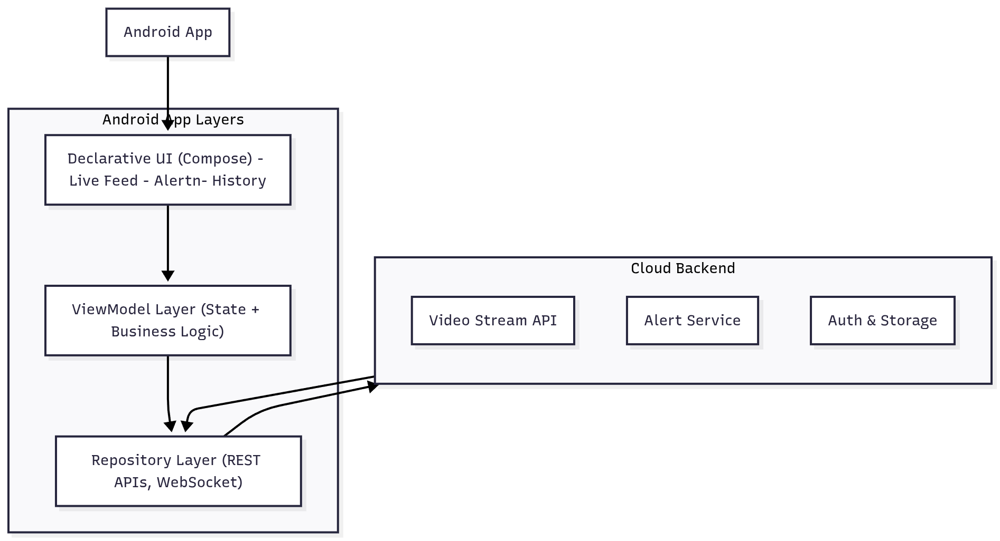 Android App
Android App Layers
Declarative UI (Compose) -
Live Feed - Alertn- History
ViewModel Layer (State +
Business Logic)
Repository Layer (REST
APIs, WebSocket)
Cloud Backend
Video Stream API
Alert Service
Auth & Storage